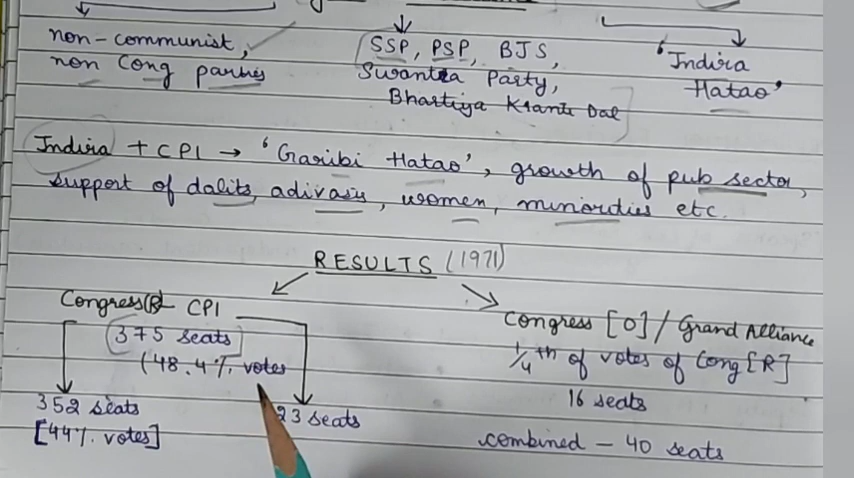 non-communist,
non Cong parties
SSP, PSP, BJS,
Swantra Party,
Bhartiya Kranti Dal
'Indira
Hatao'
Indira + CPI → 'Garibi Hatao', growth of pub sector,
support of dalits, adivasis, women, minorities etc.
RESULTS (1971)
Congress(R)- CPI
375 seats
(48.4% votes
352 seats
[44% votes]
23 seats
Congress [O] / Grand Alliance
1/4th of votes of Cong [R]
16 seats
combined - 40 seats